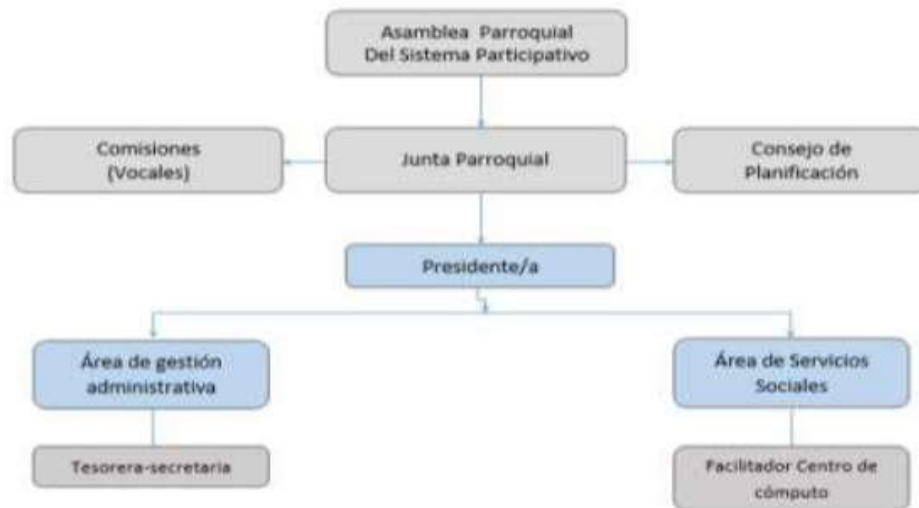 Asamblea Parroquial
Del Sistema Participativo
Comisiones
(Vocales)
Junta Parroquial
Consejo de
Planificación
Presidente/a
Área de gestión
administrativa
Área de Servicios
Sociales
Tesorera-secretaria
Facilitador Centro de
cómputo